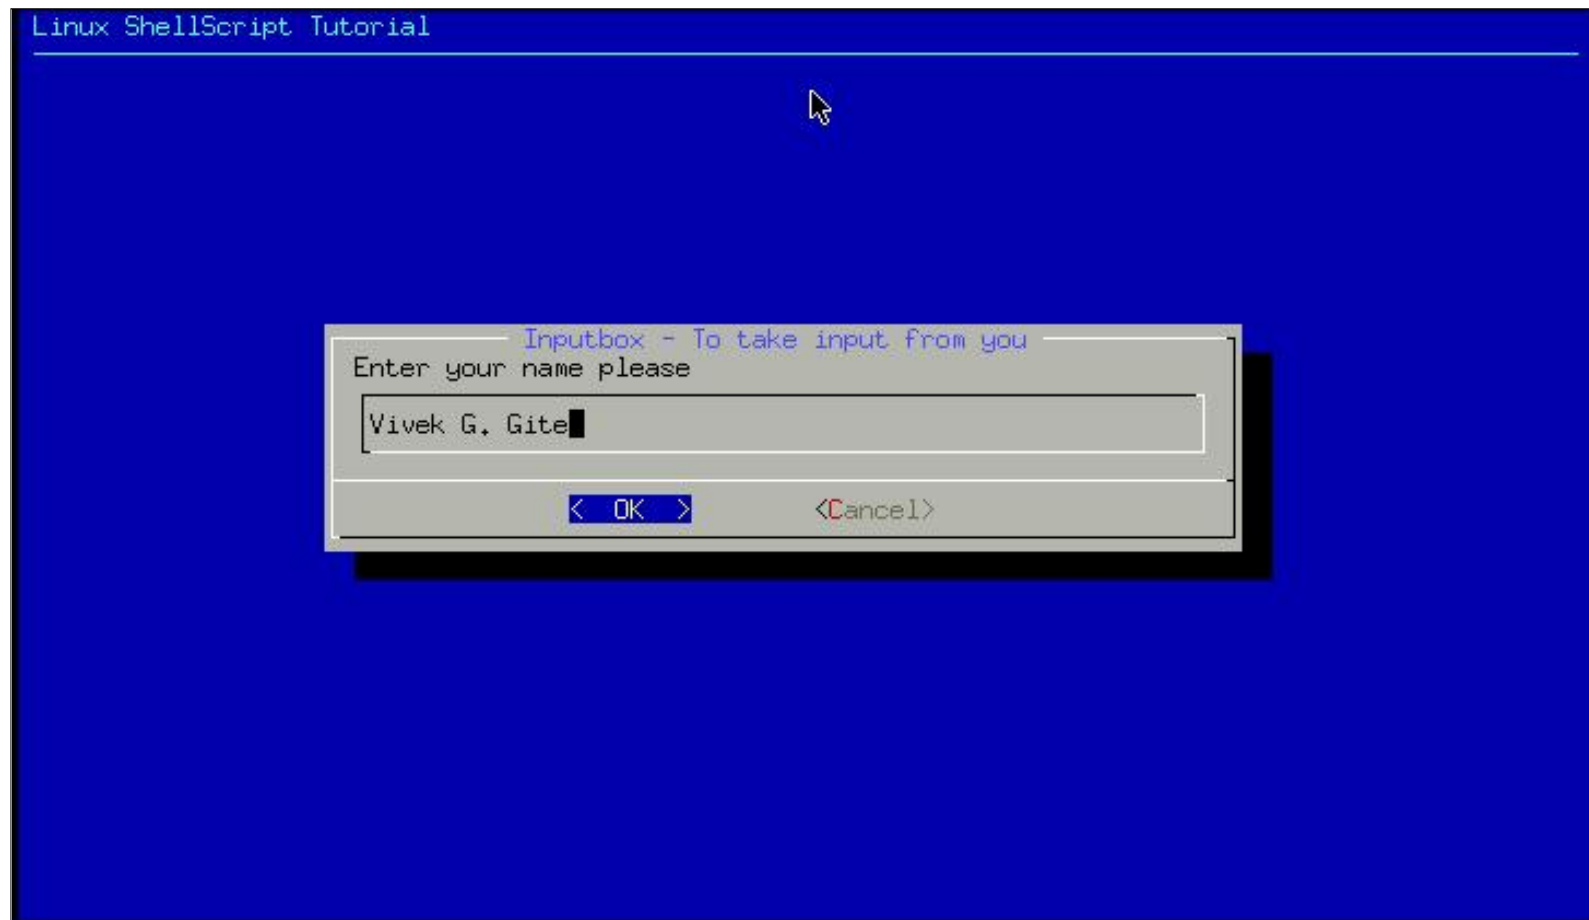 Linux ShellScript Tutorial
Inputbox - To take input from you
Enter your name please
Vivek G. Gite
< OK > <Cancel>